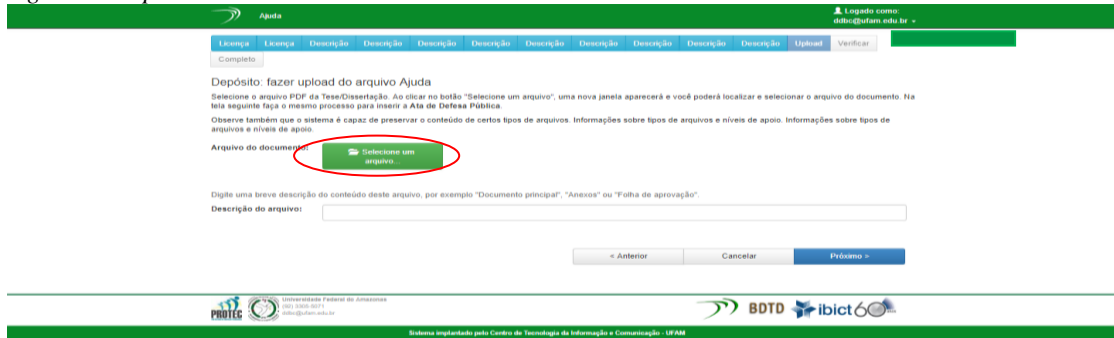 Ajuda
Logado como:
ddbc@ufam.edu.br
Licença Licença Descrição Descrição Descrição Descrição Descrição Descrição Descrição Descrição Descrição Upload Verificar
Completo
Depósito: fazer upload do arquivo Ajuda
Selecione o arquivo PDF da Tese/Dissertação. Ao clicar no botão "Selecione um arquivo", uma nova janela aparecerá e você poderá localizar e selecionar o arquivo do documento. Na
tela seguinte faça o mesmo processo para inserir a Ata de Defesa Pública.
Observe também que o sistema é capaz de preservar o conteúdo de certos tipos de arquivos. Informações sobre tipos de arquivos e níveis de apoio. Informações sobre tipos de
arquivos e níveis de apoio.
Arquivo do documento:
Selecione um
arquivo...
Digite uma breve descrição do conteúdo deste arquivo, por exemplo "Documento principal", "Anexos" ou "Folha de aprovação".
Descrição do arquivo:
< Anterior Cancelar Próximo >
PROTEC
Universidade Federal do Amazonas
(92) 3305-5071
ddbc@ufam.edu.br
BDTD ibict 60
Sistema implantado pelo Centro de Tecnologia da Informação e Comunicação - UFAM